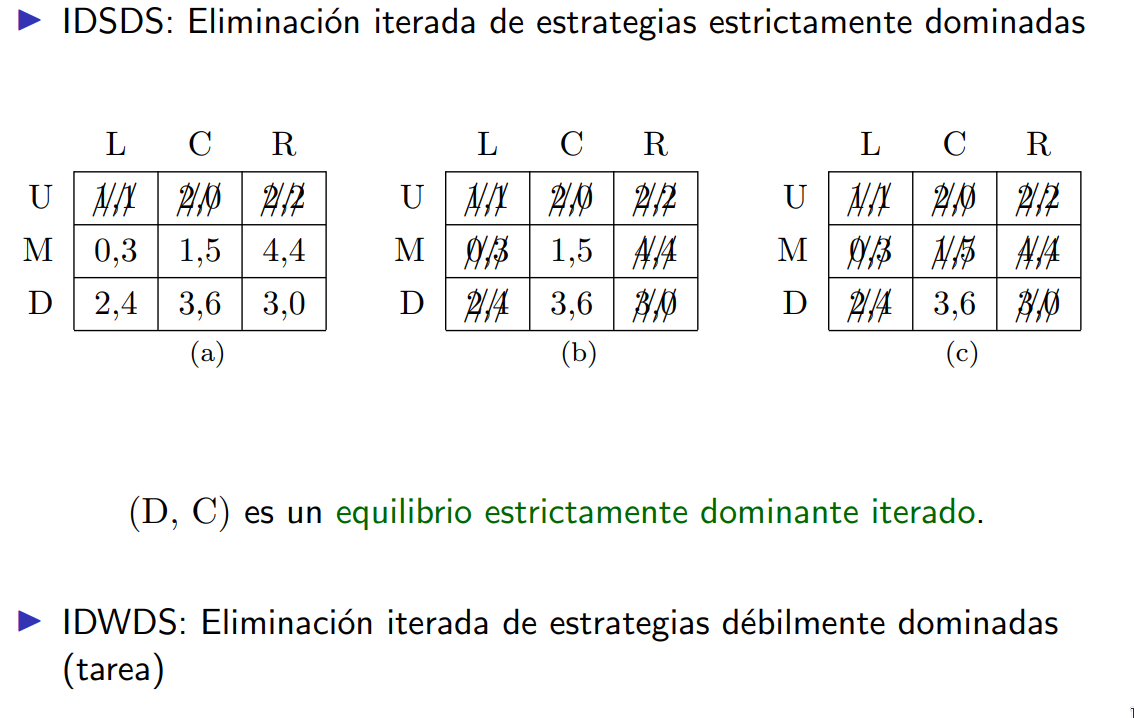 ▶ IDSDS: Eliminación iterada de estrategias estrictamente dominadas
L C R L C R L C R
U 1,1 2,0 2,2 U 1,1 2,0 2,2 U 1,1 2,0 2,2
M 0,3 1,5 4,4 M 0,3 1,5 4,4 M 0,3 1,5 4,4
D 2,4 3,6 3,0 D 2,4 3,6 3,0 D 2,4 3,6 3,0
(a) (b) (c)
(D, C) es un equilibrio estrictamente dominante iterado.
▶ IDWDS: Eliminación iterada de estrategias débilmente dominadas
(tarea)